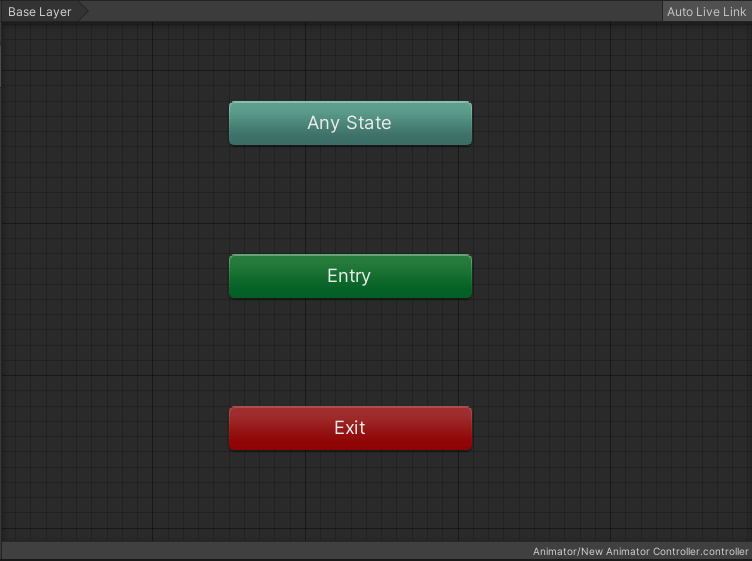 Base Layer
Auto Live Link
Any State
Entry
Exit
Animator/New Animator Controller.controller